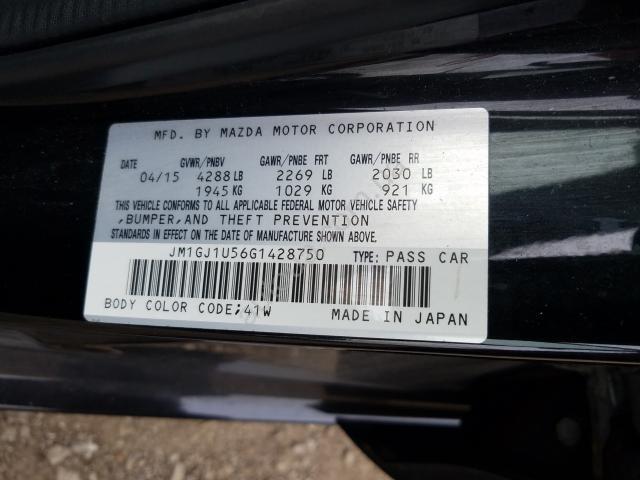 MFD. BY MAZDA MOTOR CORPORATION
DATE GVWR/PNBV GAWR/PNBE FRT GAWR/PNBE RR
04/15 4288 LB 2269 LB 2030 LB
1945 KG 1029 KG 921 KG
THIS VEHICLE CONFORMS TO ALL APPLICABLE FEDERAL MOTOR VEHICLE SAFETY
,BUMPER,AND THEFT PREVENTION
STANDARDS IN EFFECT ON THE DATE OF MANUFACTURE SHOWN ABOVE.
JM1GJ1U56G1428750 TYPE: PASS CAR
BODY COLOR CODE;41W MADE IN JAPAN